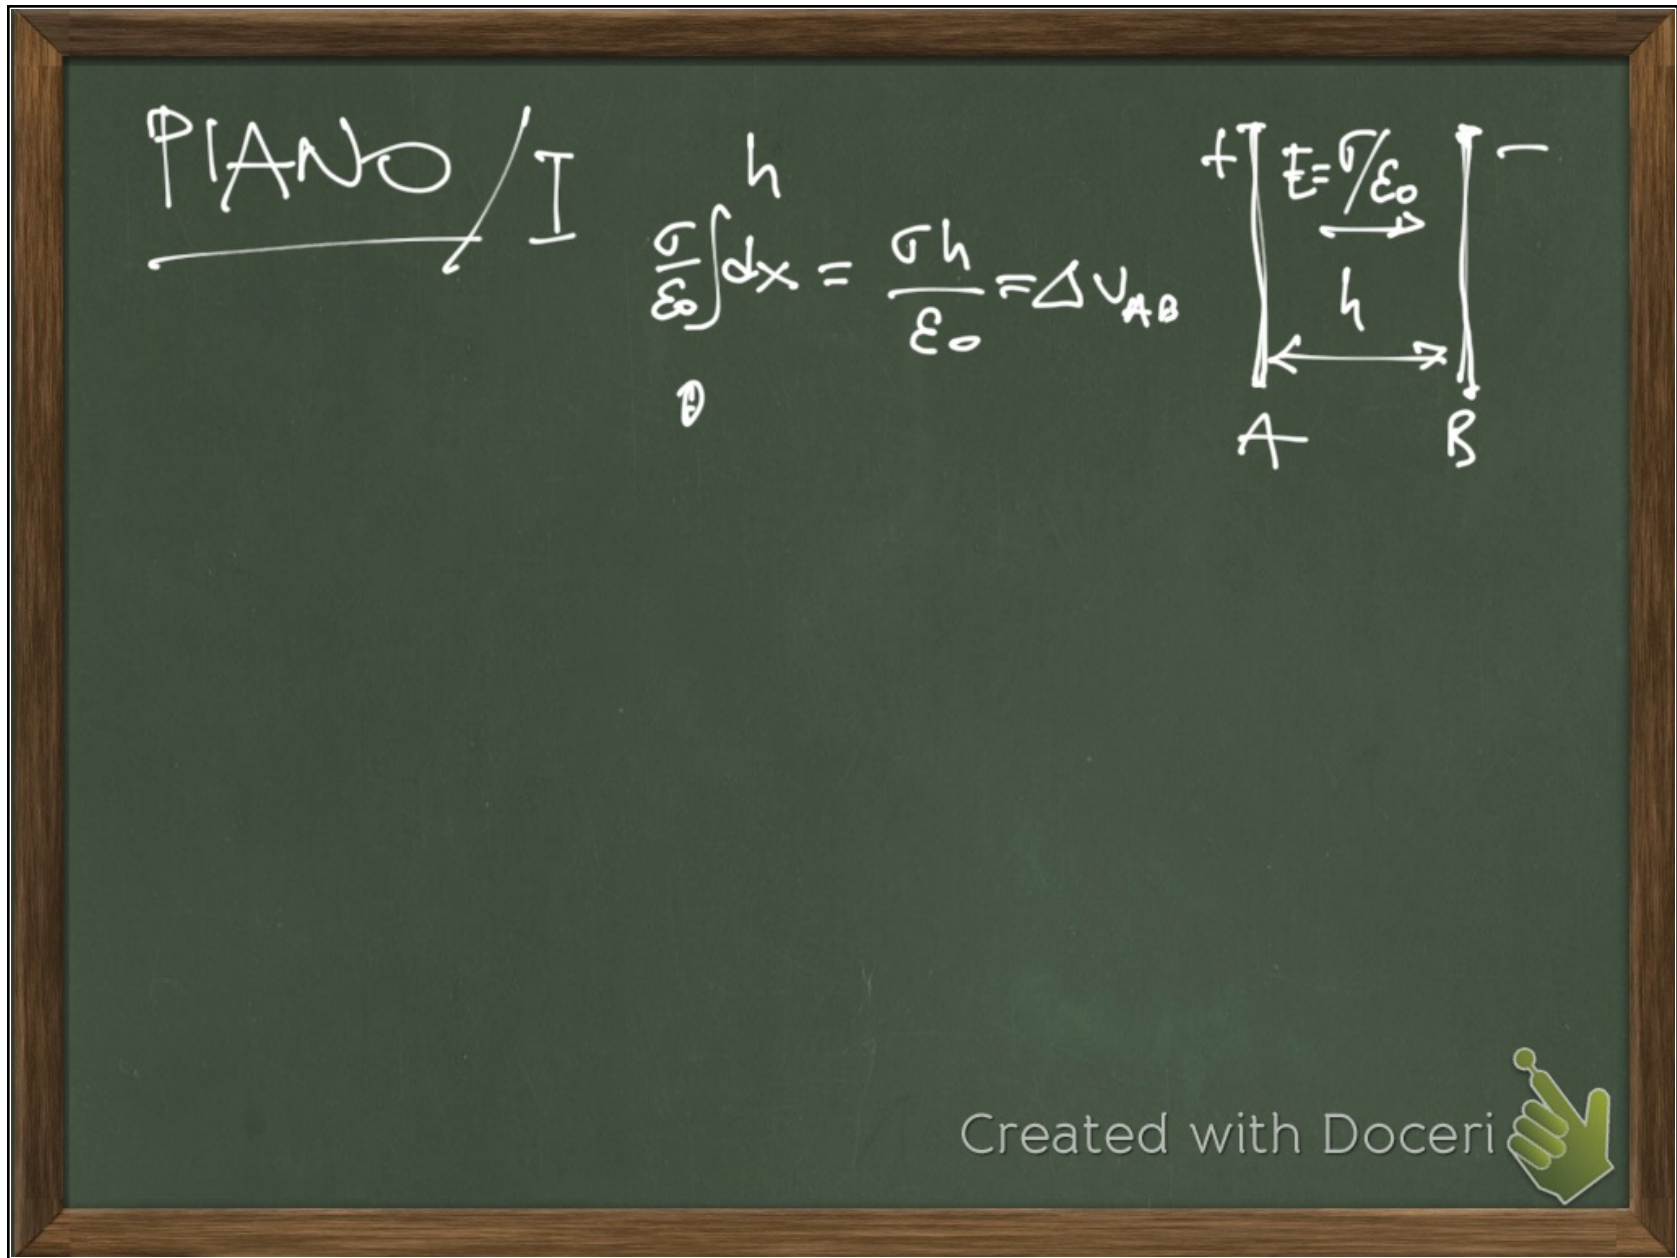 PIANO/I
h
σ/ε₀ ∫ dx = σh/ε₀ = ΔV_AB
0
+ E=σ/ε₀ −
h
A B
Created with Doceri